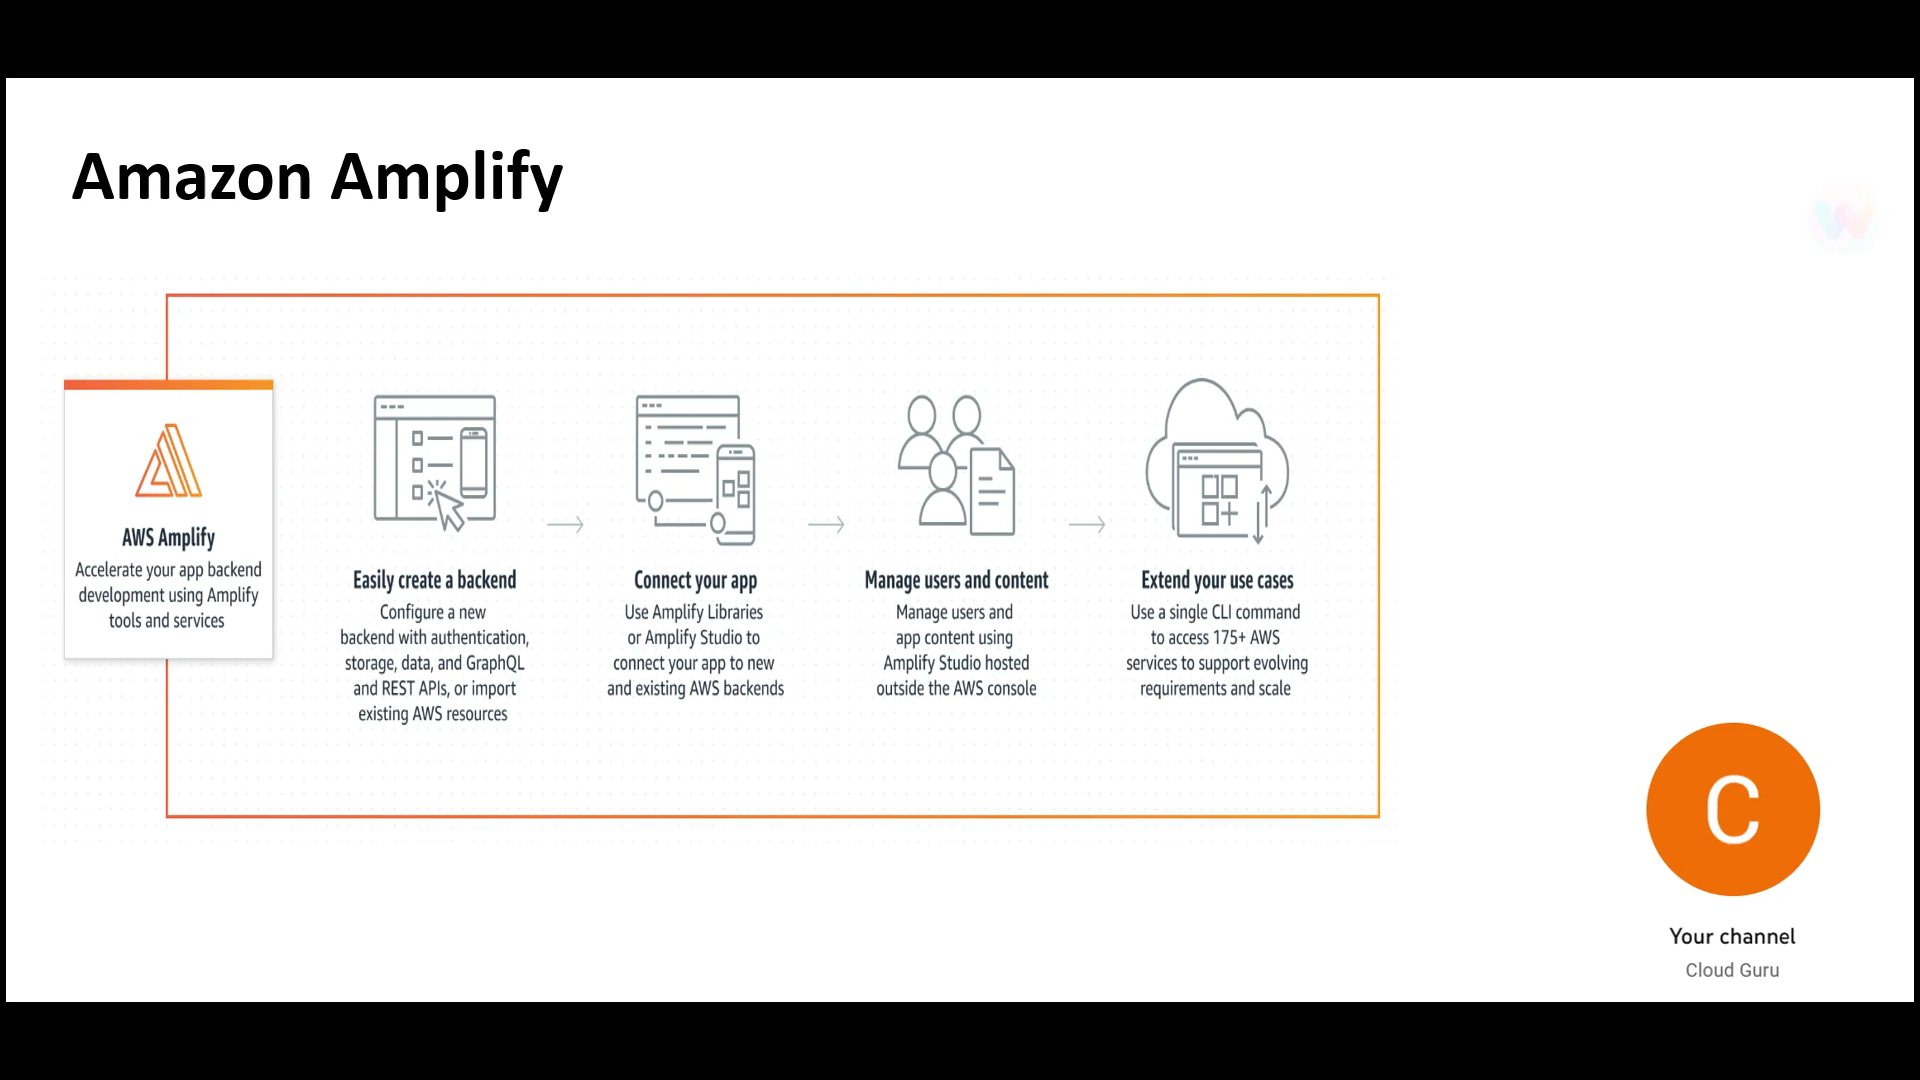 Amazon Amplify
AWS Amplify
Accelerate your app backend
development using Amplify
tools and services
Easily create a backend
Configure a new
backend with authentication,
storage, data, and GraphQL
and REST APIs, or import
existing AWS resources
Connect your app
Use Amplify Libraries
or Amplify Studio to
connect your app to new
and existing AWS backends
Manage users and content
Manage users and
app content using
Amplify Studio hosted
outside the AWS console
Extend your use cases
Use a single CLI command
to access 175+ AWS
services to support evolving
requirements and scale
W
C
Your channel
Cloud Guru